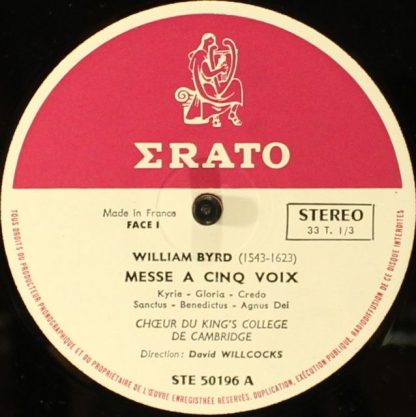 ΣRATO
Made in France
FACE I
STEREO
33 T. 1/3
WILLIAM BYRD (1543-1623)
MESSE A CINQ VOIX
Kyrie - Gloria - Credo
Sanctus - Benedictus - Agnus Dei
CHŒUR DU KING'S COLLEGE
DE CAMBRIDGE
Direction: David WILLCOCKS
STE 50196 A
TOUS DROITS DU PRODUCTEUR PHONOGRAPHIQUE ET DU PROPRIETAIRE DE L'ŒUVRE ENREGISTRÉE RÉSERVÉS, DUPLICATION, EXÉCUTION PUBLIQUE, RADIODIFFUSION DE CE DISQUE INTERDITES